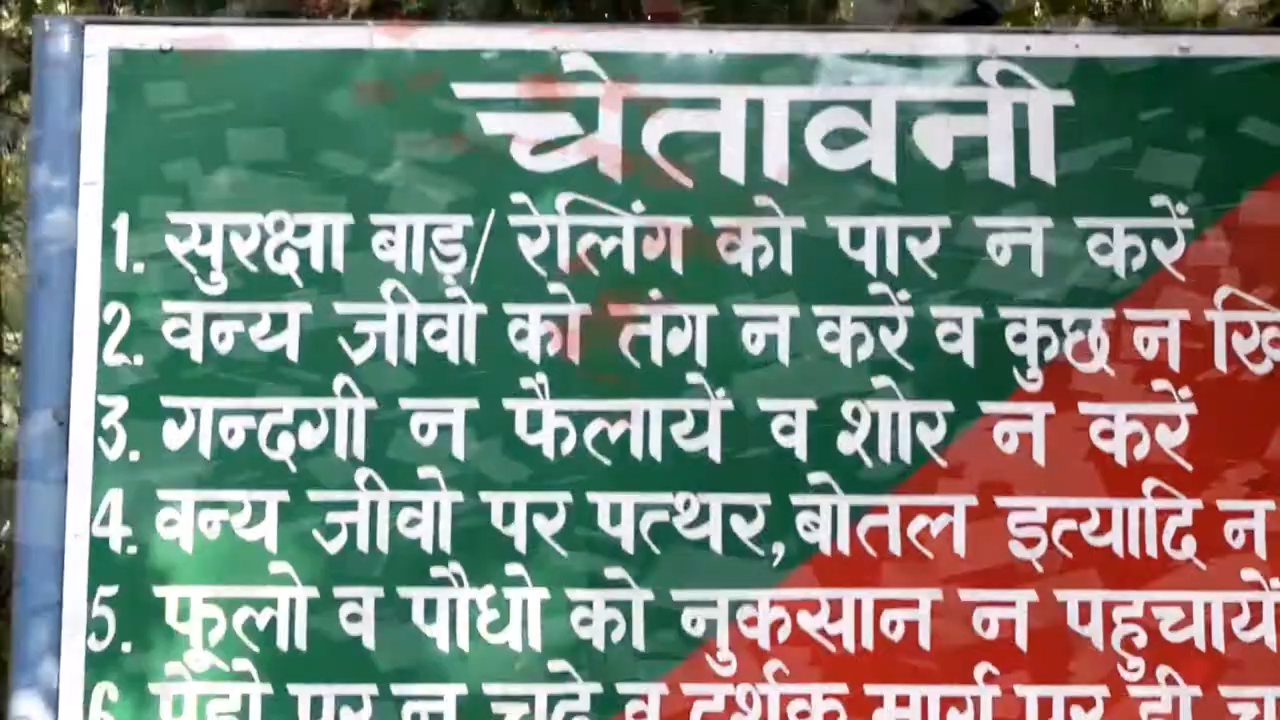 चेतावनी
1. सुरक्षा बाड़/ रेलिंग को पार न करें
2. वन्य जीवो को तंग न करें व कुछ न
3. गन्दगी न फैलायें व शोर न करें
4. वन्य जीवो पर पत्थर,बोतल इत्यादि न
5. फूलो व पौधो को नुकसान न पहुचायें
6. पेड़ो पर न चढ़े व दर्शक मार्ग पर ही